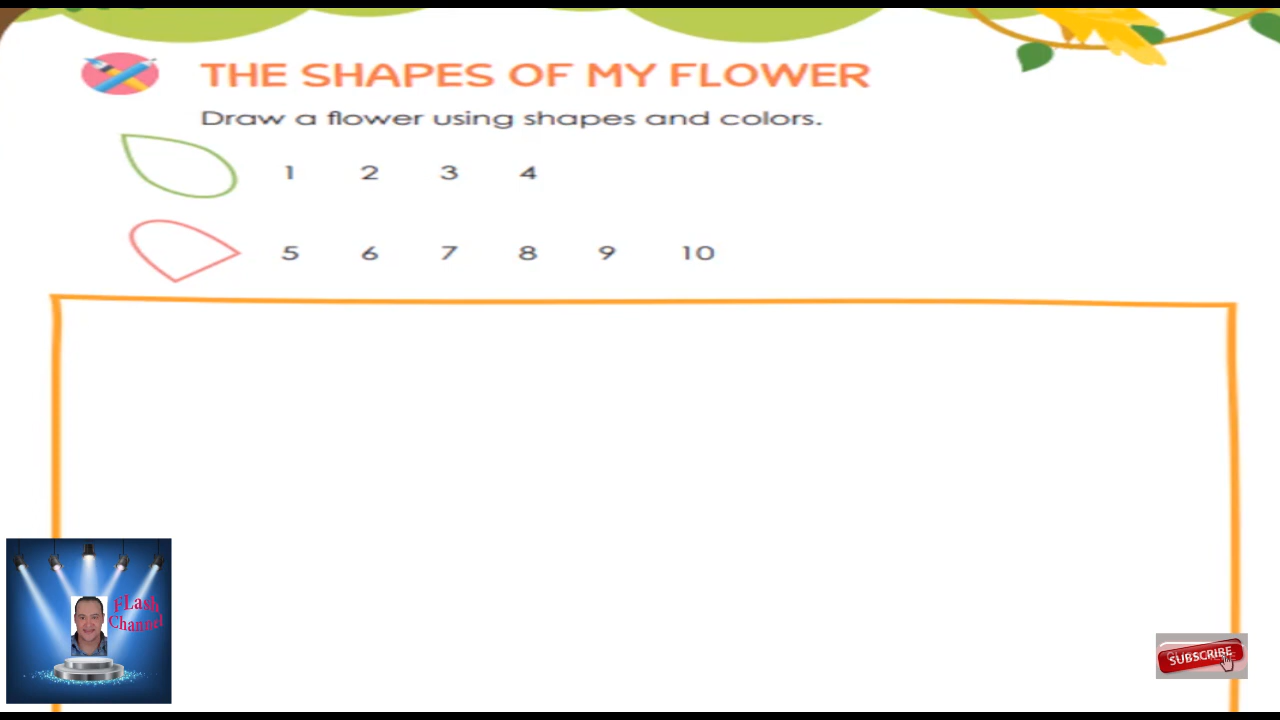 THE SHAPES OF MY FLOWER
Draw a flower using shapes and colors.
1 2 3 4
5 6 7 8 9 10
FLash
Channel
SUBSCRIBE